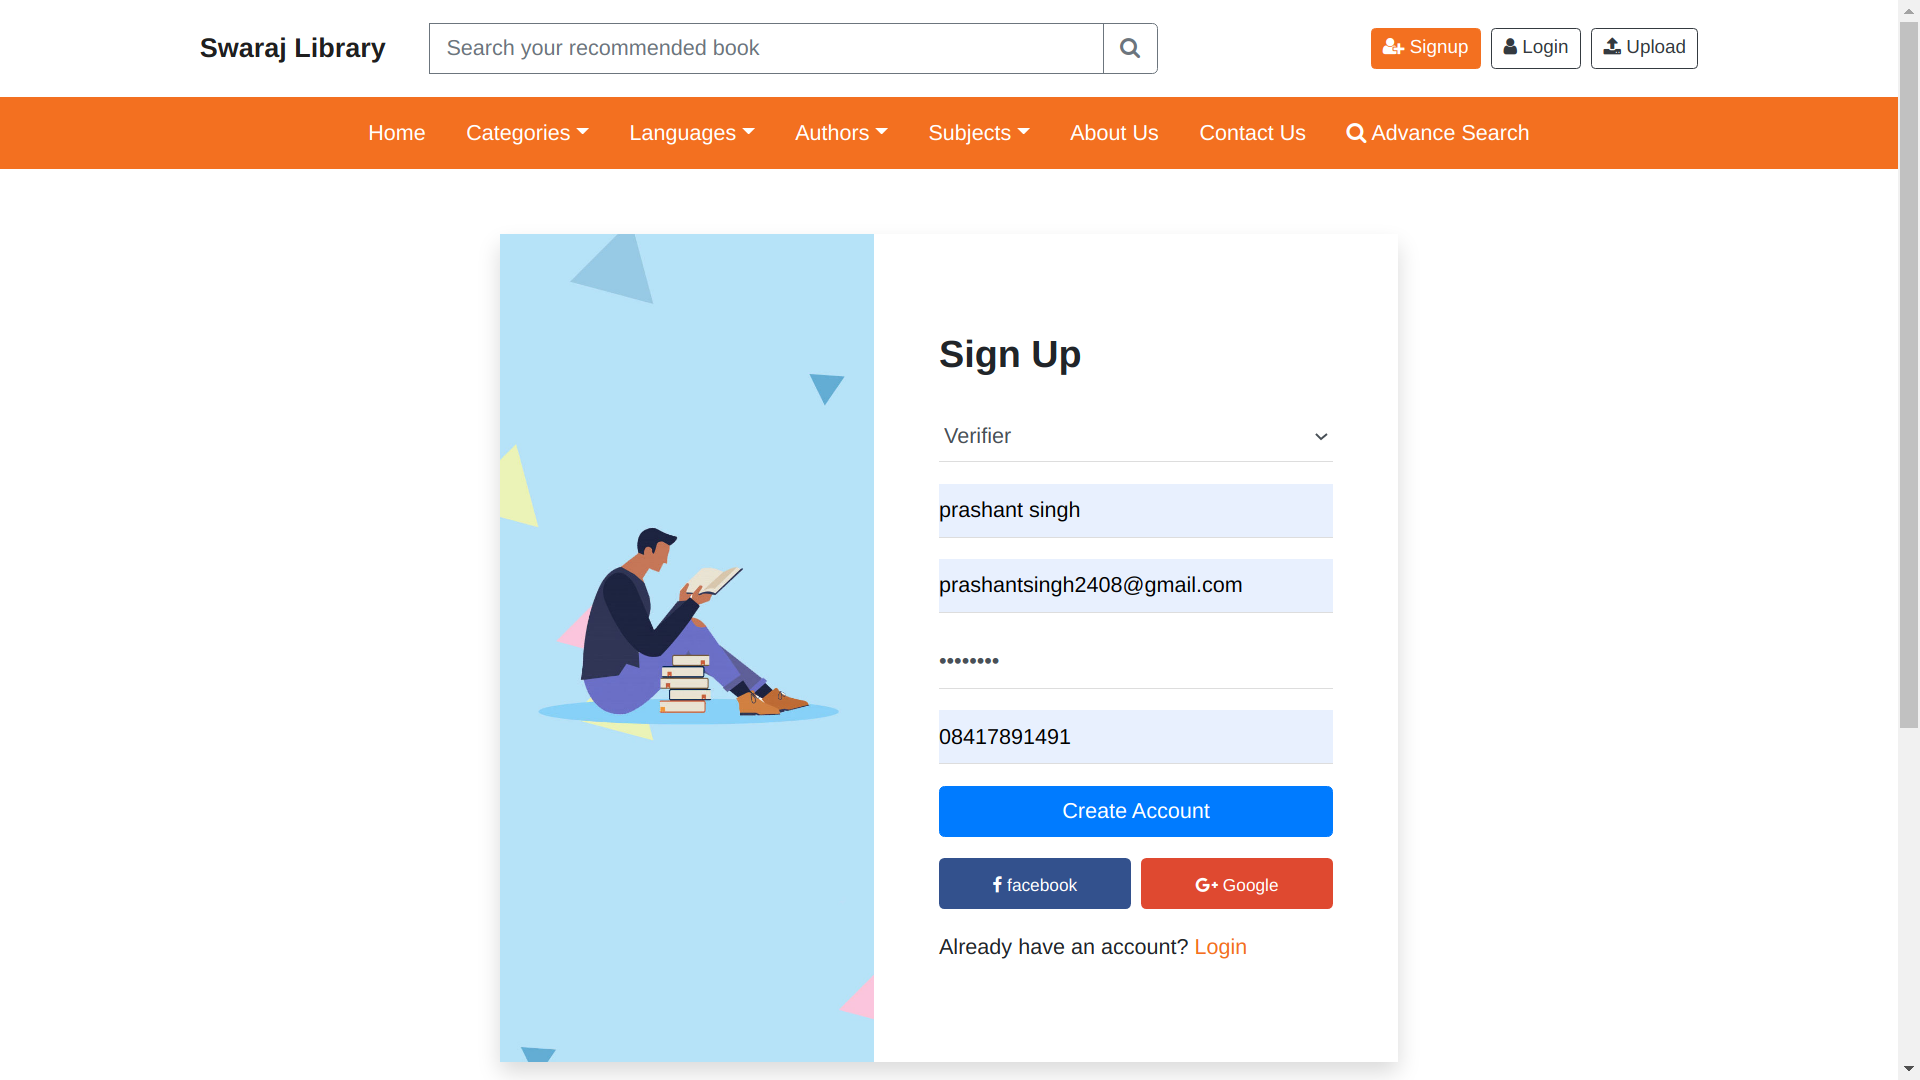 Swaraj Library
Search your recommended book
Signup
Login
Upload
Home
Categories
Languages
Authors
Subjects
About Us
Contact Us
Advance Search
Sign Up
Verifier
prashant singh
prashantsingh2408@gmail.com
••••••••
08417891491
Create Account
facebook
Google
Already have an account? Login